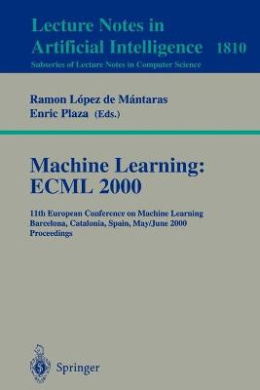 Lecture Notes in
Artificial Intelligence 1810
Subseries of Lecture Notes in Computer Science
Ramon López de Mántaras
Enric Plaza (Eds.)
Machine Learning:
ECML 2000
11th European Conference on Machine Learning
Barcelona, Catalonia, Spain, May/June 2000
Proceedings
Springer